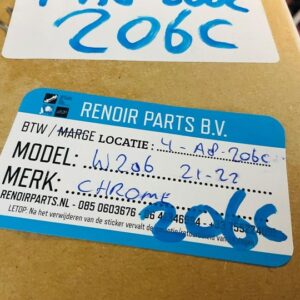 206C
RENOIR PARTS B.V.
BTW / MARGE LOCATIE : 4 - A8-206C
MODEL: W206 21-22
MERK: CHROME
RENOIRPARTS.NL - 085 0603676
206C
LETOP: Na het verwijderen van de sticker vervalt de